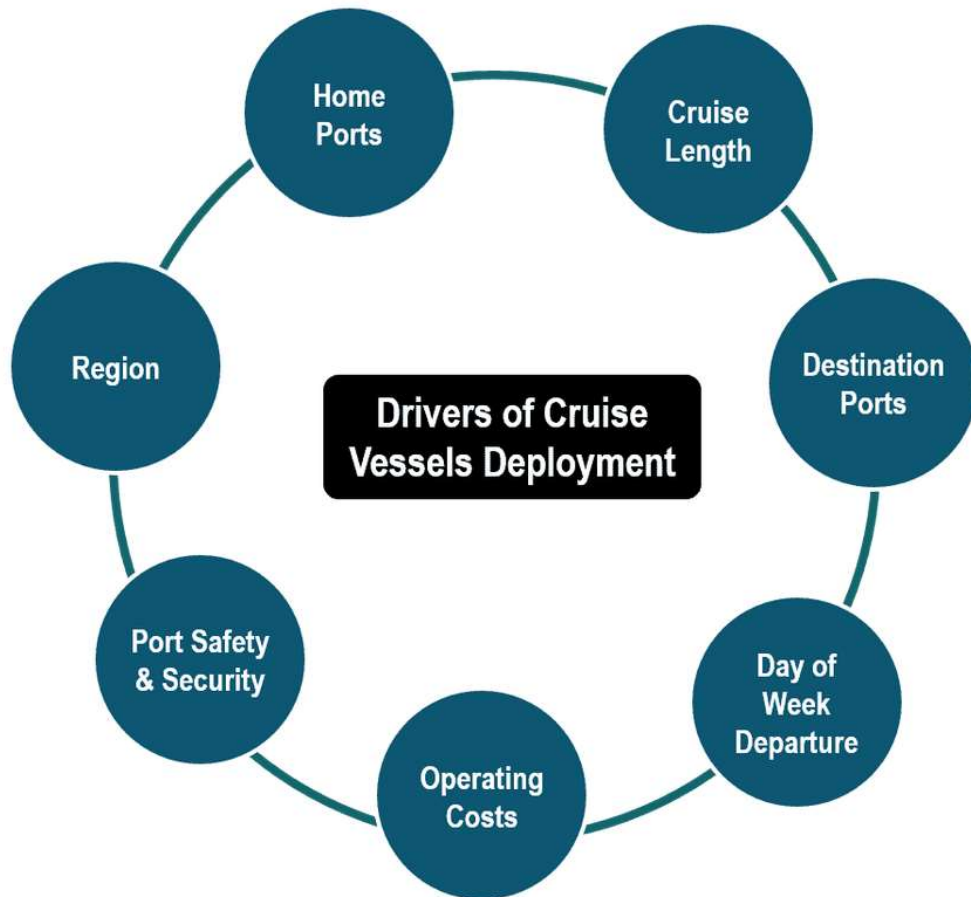 Home
Ports
Cruise
Length
Region
Destination
Ports
Drivers of Cruise
Vessels Deployment
Port Safety
& Security
Day of
Week
Departure
Operating
Costs